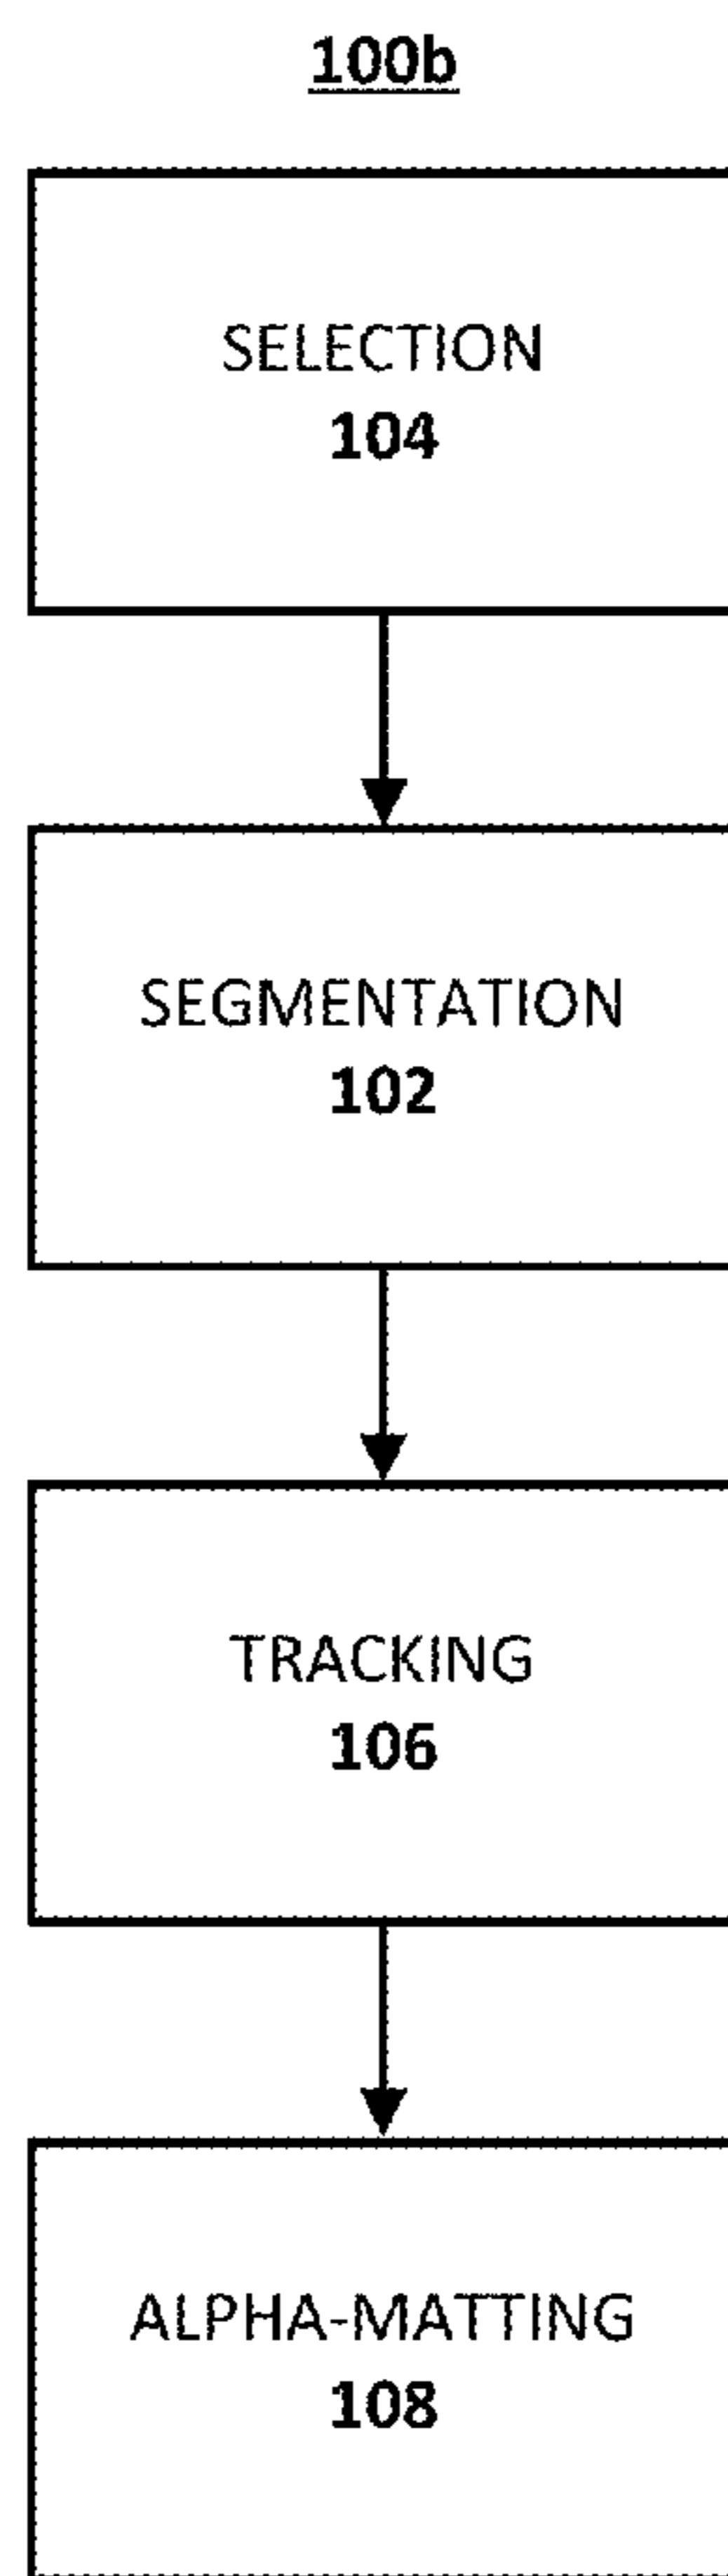 100b
SELECTION
104
SEGMENTATION
102
TRACKING
106
ALPHA-MATTING
108